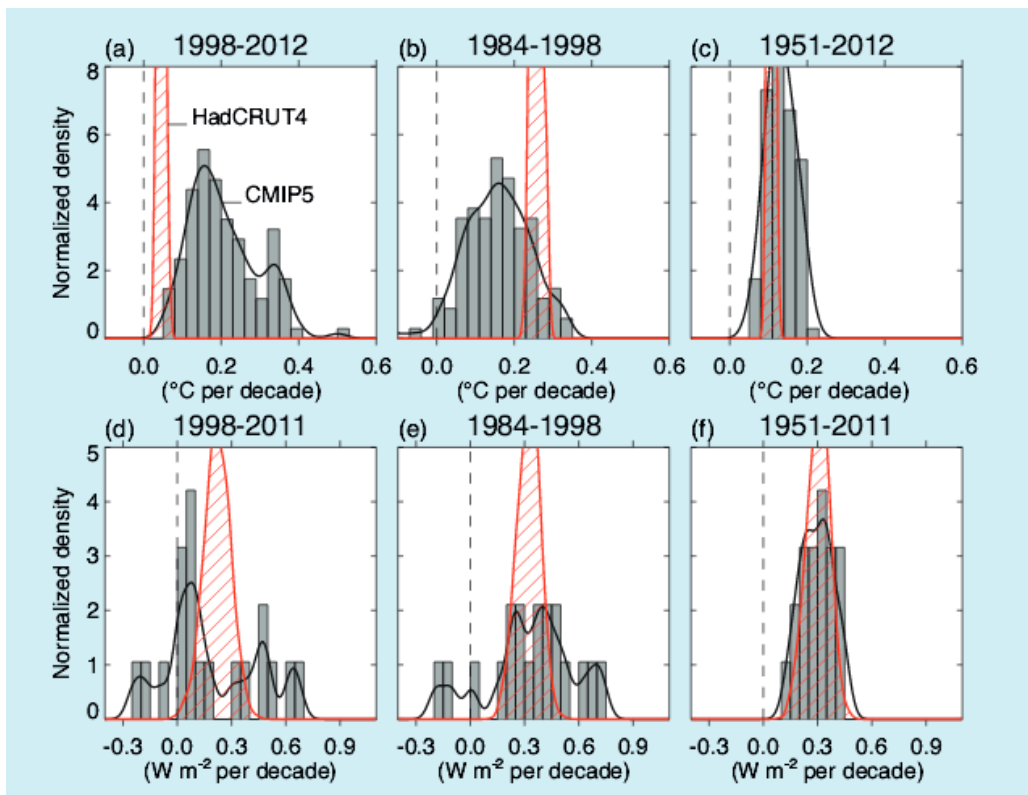 (a) 1998-2012 (b) 1984-1998 (c) 1951-2012
8
6
4
2
0
Normalized density
HadCRUT4
CMIP5
0.0 0.2 0.4 0.6 0.0 0.2 0.4 0.6 0.0 0.2 0.4 0.6
(°C per decade) (°C per decade) (°C per decade)
(d) 1998-2011 (e) 1984-1998 (f) 1951-2011
5
4
3
2
1
0
Normalized density
-0.3 0.0 0.3 0.6 0.9 -0.3 0.0 0.3 0.6 0.9 -0.3 0.0 0.3 0.6 0.9
(W m⁻² per decade) (W m⁻² per decade) (W m⁻² per decade)